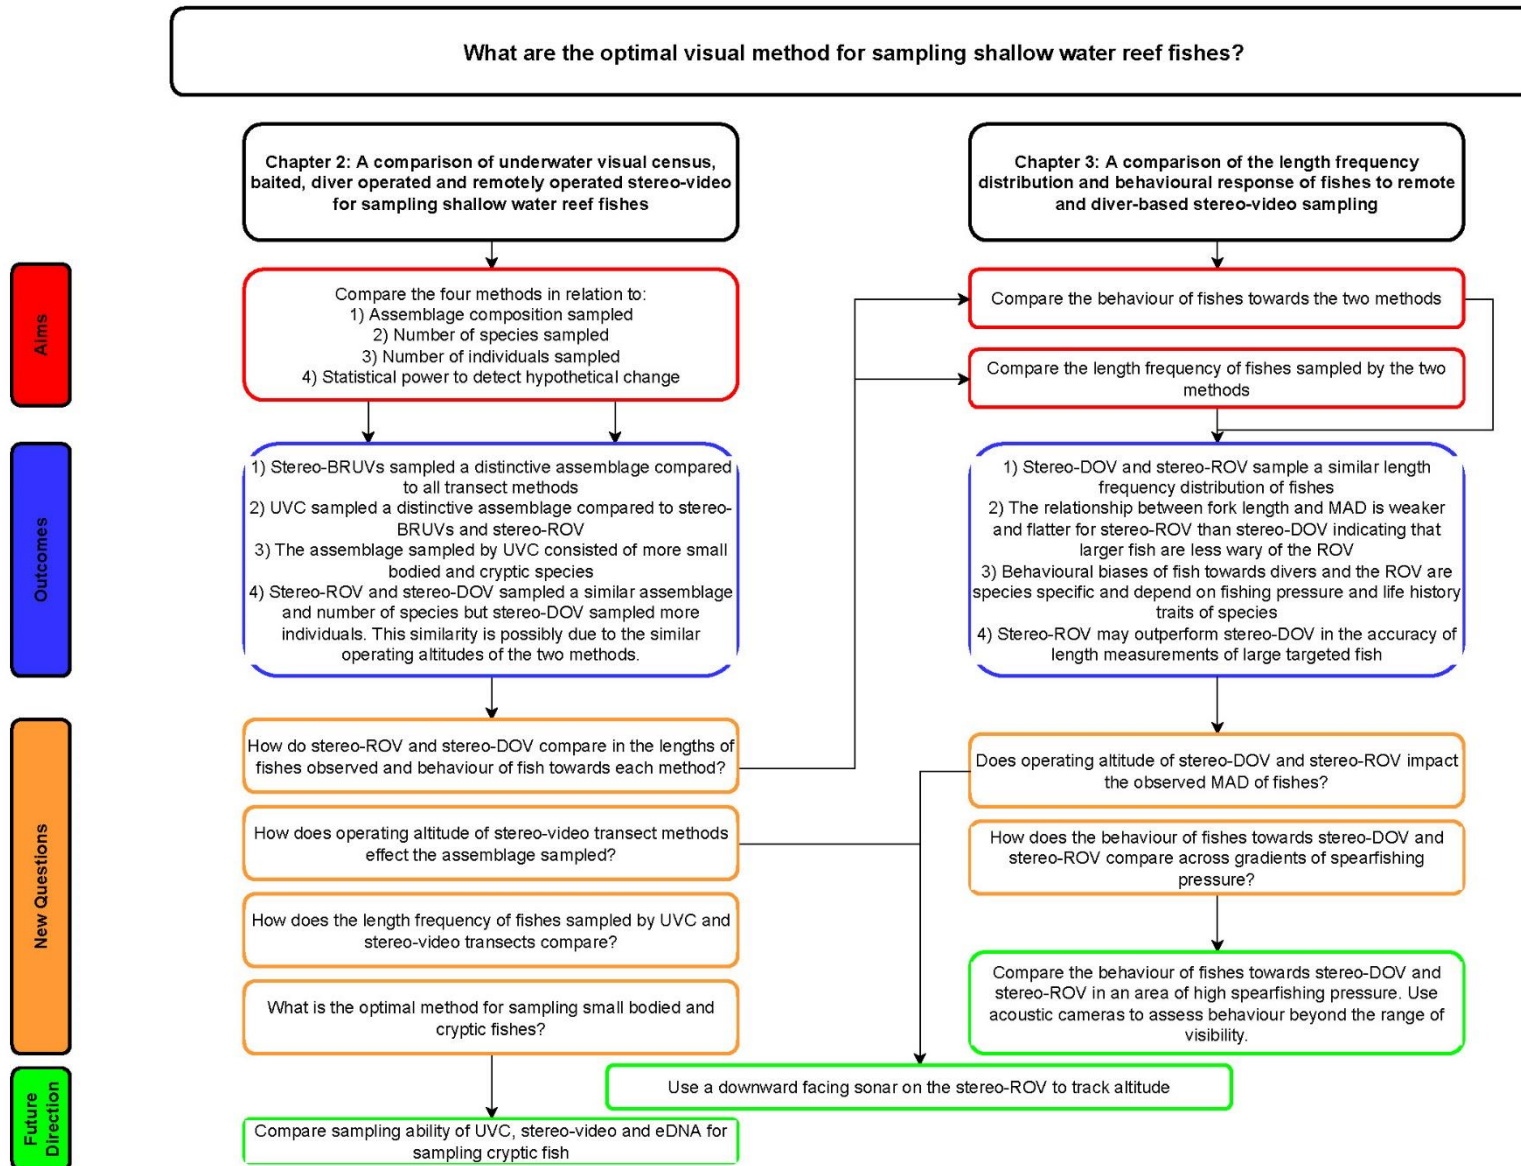 What are the optimal visual method for sampling shallow water reef fishes?
Chapter 2: A comparison of underwater visual census,
baited, diver operated and remotely operated stereo-video
for sampling shallow water reef fishes
Chapter 3: A comparison of the length frequency
distribution and behavioural response of fishes to remote
and diver-based stereo-video sampling
Aims
Compare the four methods in relation to:
1) Assemblage composition sampled
2) Number of species sampled
3) Number of individuals sampled
4) Statistical power to detect hypothetical change
Compare the behaviour of fishes towards the two methods
Compare the length frequency of fishes sampled by the two
methods
Outcomes
1) Stereo-BRUVs sampled a distinctive assemblage compared
to all transect methods
2) UVC sampled a distinctive assemblage compared to stereo-
BRUVs and stereo-ROV
3) The assemblage sampled by UVC consisted of more small
bodied and cryptic species
4) Stereo-ROV and stereo-DOV sampled a similar assemblage
and number of species but stereo-DOV sampled more
individuals. This similarity is possibly due to the similar
operating altitudes of the two methods.
1) Stereo-DOV and stereo-ROV sample a similar length
frequency distribution of fishes
2) The relationship between fork length and MAD is weaker
and flatter for stereo-ROV than stereo-DOV indicating that
larger fish are less wary of the ROV
3) Behavioural biases of fish towards divers and the ROV are
species specific and depend on fishing pressure and life history
traits of species
4) Stereo-ROV may outperform stereo-DOV in the accuracy of
length measurements of large targeted fish
New Questions
How do stereo-ROV and stereo-DOV compare in the lengths of
fishes observed and behaviour of fish towards each method?
How does operating altitude of stereo-video transect methods
effect the assemblage sampled?
How does the length frequency of fishes sampled by UVC and
stereo-video transects compare?
What is the optimal method for sampling small bodied and
cryptic fishes?
Does operating altitude of stereo-DOV and stereo-ROV impact
the observed MAD of fishes?
How does the behaviour of fishes towards stereo-DOV and
stereo-ROV compare across gradients of spearfishing
pressure?
Compare the behaviour of fishes towards stereo-DOV and
stereo-ROV in an area of high spearfishing pressure. Use
acoustic cameras to assess behaviour beyond the range of
visibility.
Future
Direction
Use a downward facing sonar on the stereo-ROV to track altitude
Compare sampling ability of UVC, stereo-video and eDNA for
sampling cryptic fish